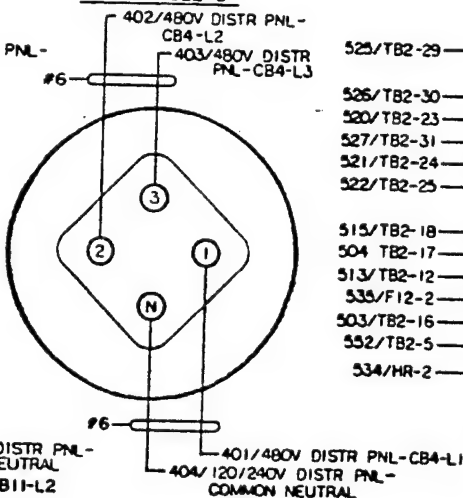 402/480V DISTR PNL-
CB4-L2
403/480V DISTR
PNL-CB4-L3
PNL-
#6
3
2
1
N
#6
401/480V DISTR PNL-CB4-L1
404/120/240V DISTR PNL-
COMMON NEUTRAL
DISTR PNL-
EUTRAL
B11-L2
525/TB2-29
526/TB2-30
520/TB2-23
527/TB2-31
521/TB2-24
522/TB2-25
515/TB2-18
504 TB2-17
513/TB2-12
535/F12-2
503/TB2-16
552/TB2-5
534/HR-2